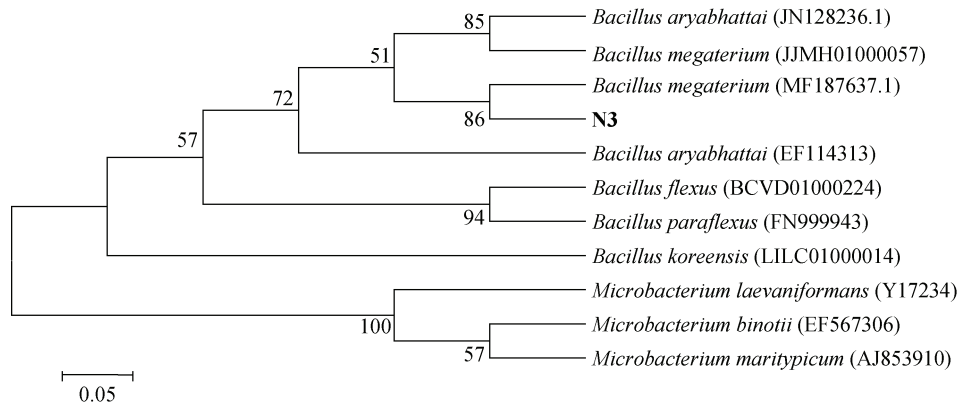 85
Bacillus aryabhattai (JN128236.1)
51
Bacillus megaterium (JJMH01000057)
72
Bacillus megaterium (MF187637.1)
86
N3
57
Bacillus aryabhattai (EF114313)
Bacillus flexus (BCVD01000224)
94
Bacillus paraflexus (FN999943)
Bacillus koreensis (LILC01000014)
Microbacterium laevaniformans (Y17234)
100
Microbacterium binotii (EF567306)
57
Microbacterium maritypicum (AJ853910)
0.05